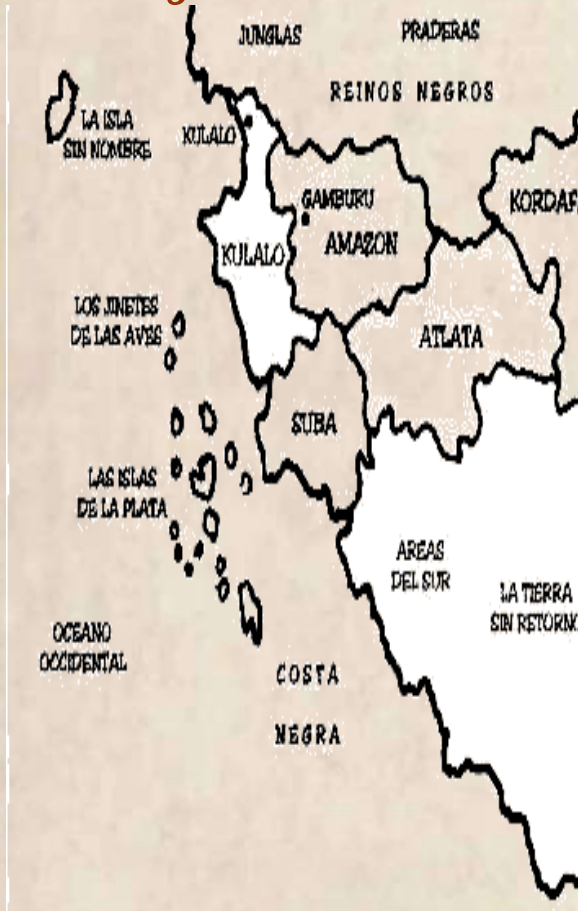 JUNGLAS
PRADERAS
REINOS NEGROS
LA ISLA
SIN NOMBRE
KULALO
GAMBURU
KORDAF
AMAZON
KULALO
LOS JINETES
DE LAS AVES
ATLATA
SUBA
LAS ISLAS
DE LA PLATA
AREAS
DEL SUR
LA TIERRA
SIN RETORNO
OCEANO
OCCIDENTAL
COSTA
NEGRA